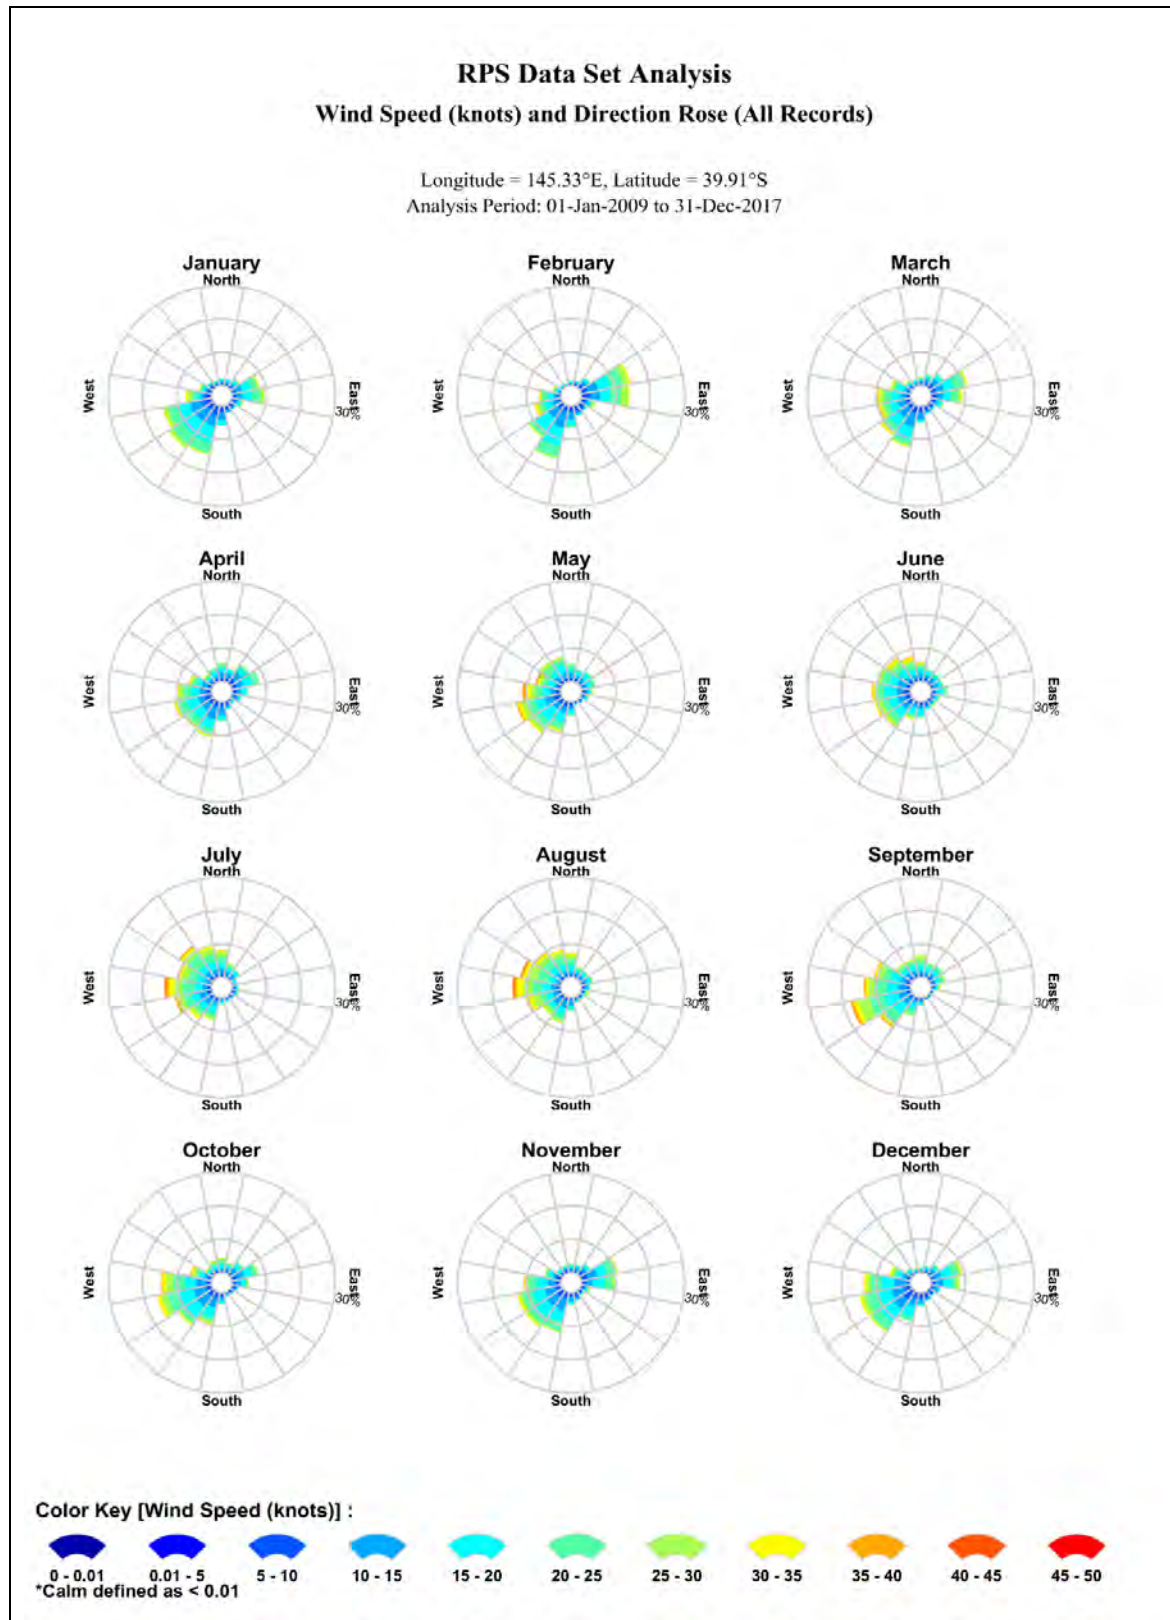 RPS Data Set Analysis
Wind Speed (knots) and Direction Rose (All Records)
Longitude = 145.33°E, Latitude = 39.91°S
Analysis Period: 01-Jan-2009 to 31-Dec-2017
January
North
West
East
30%
South
February
North
West
East
30%
South
March
North
West
East
30%
South
April
North
West
East
30%
South
May
North
West
East
30%
South
June
North
West
East
30%
South
July
North
West
East
30%
South
August
North
West
East
30%
South
September
North
West
East
30%
South
October
North
West
East
30%
South
November
North
West
East
30%
South
December
North
West
East
30%
South
Color Key [Wind Speed (knots)] :
0 - 0.01 0.01 - 5 5 - 10 10 - 15 15 - 20 20 - 25 25 - 30 30 - 35 35 - 40 40 - 45 45 - 50
*Calm defined as < 0.01